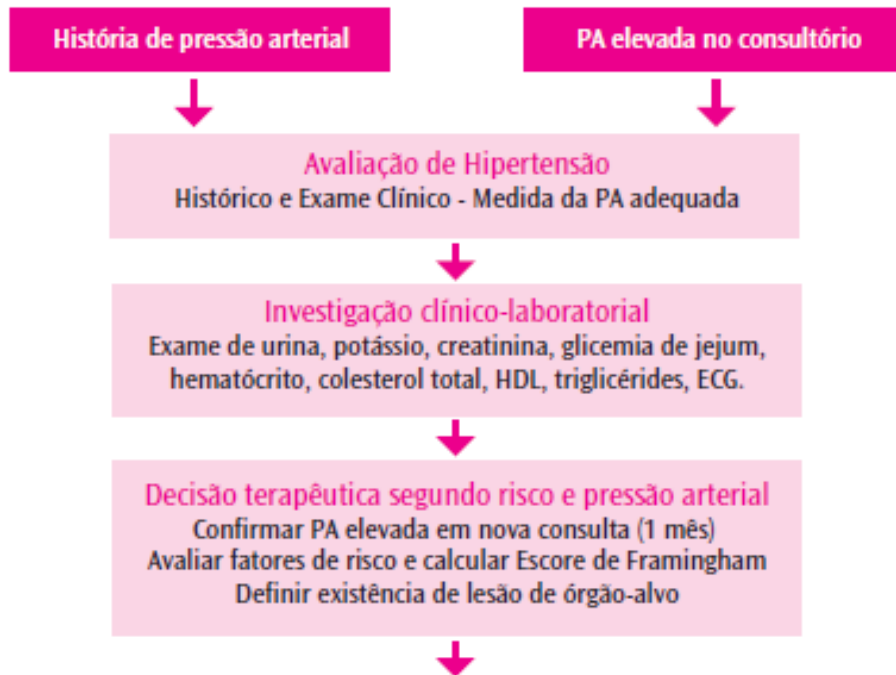 História de pressão arterial
PA elevada no consultório
Avaliação de Hipertensão
Histórico e Exame Clínico - Medida da PA adequada
Investigação clínico-laboratorial
Exame de urina, potássio, creatinina, glicemia de jejum,
hematócrito, colesterol total, HDL, triglicérides, ECG.
Decisão terapêutica segundo risco e pressão arterial
Confirmar PA elevada em nova consulta (1 mês)
Avaliar fatores de risco e calcular Escore de Framingham
Definir existência de lesão de órgão-alvo